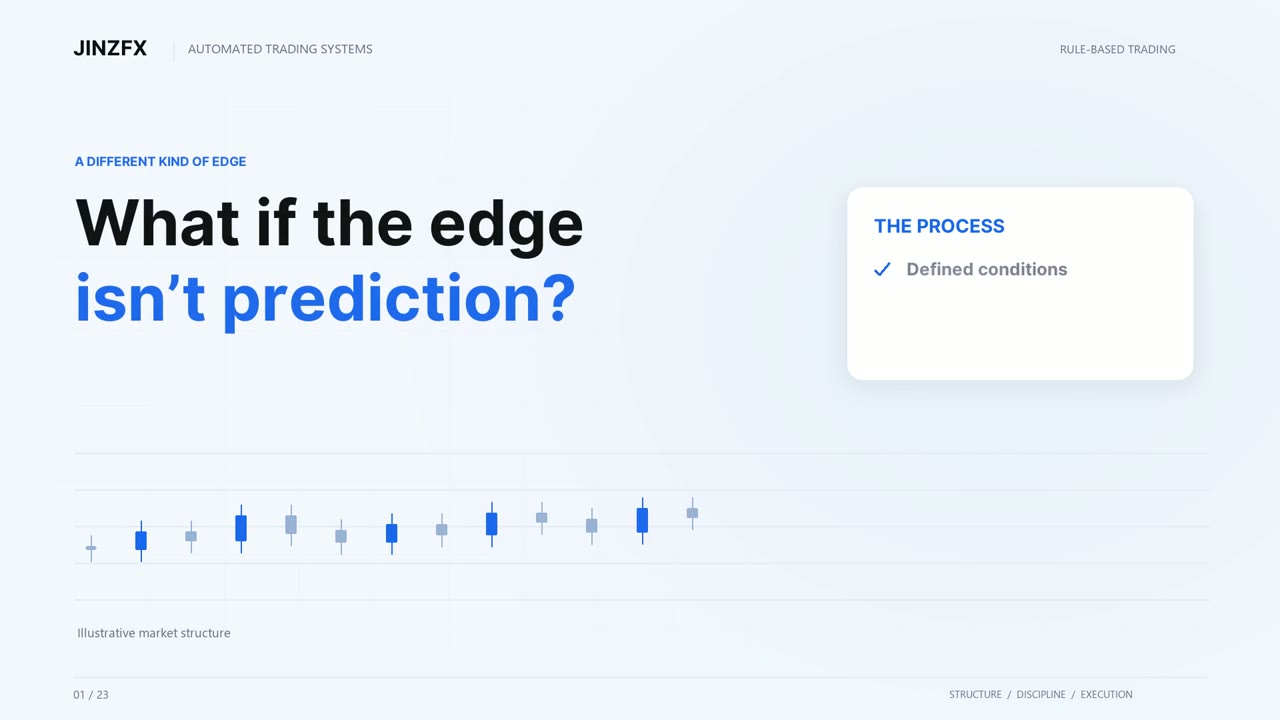 JINZFX
AUTOMATED TRADING SYSTEMS
RULE-BASED TRADING
A DIFFERENT KIND OF EDGE
What if the edge
isn’t prediction?
THE PROCESS
Defined conditions
Illustrative market structure
01 / 23
STRUCTURE / DISCIPLINE / EXECUTION